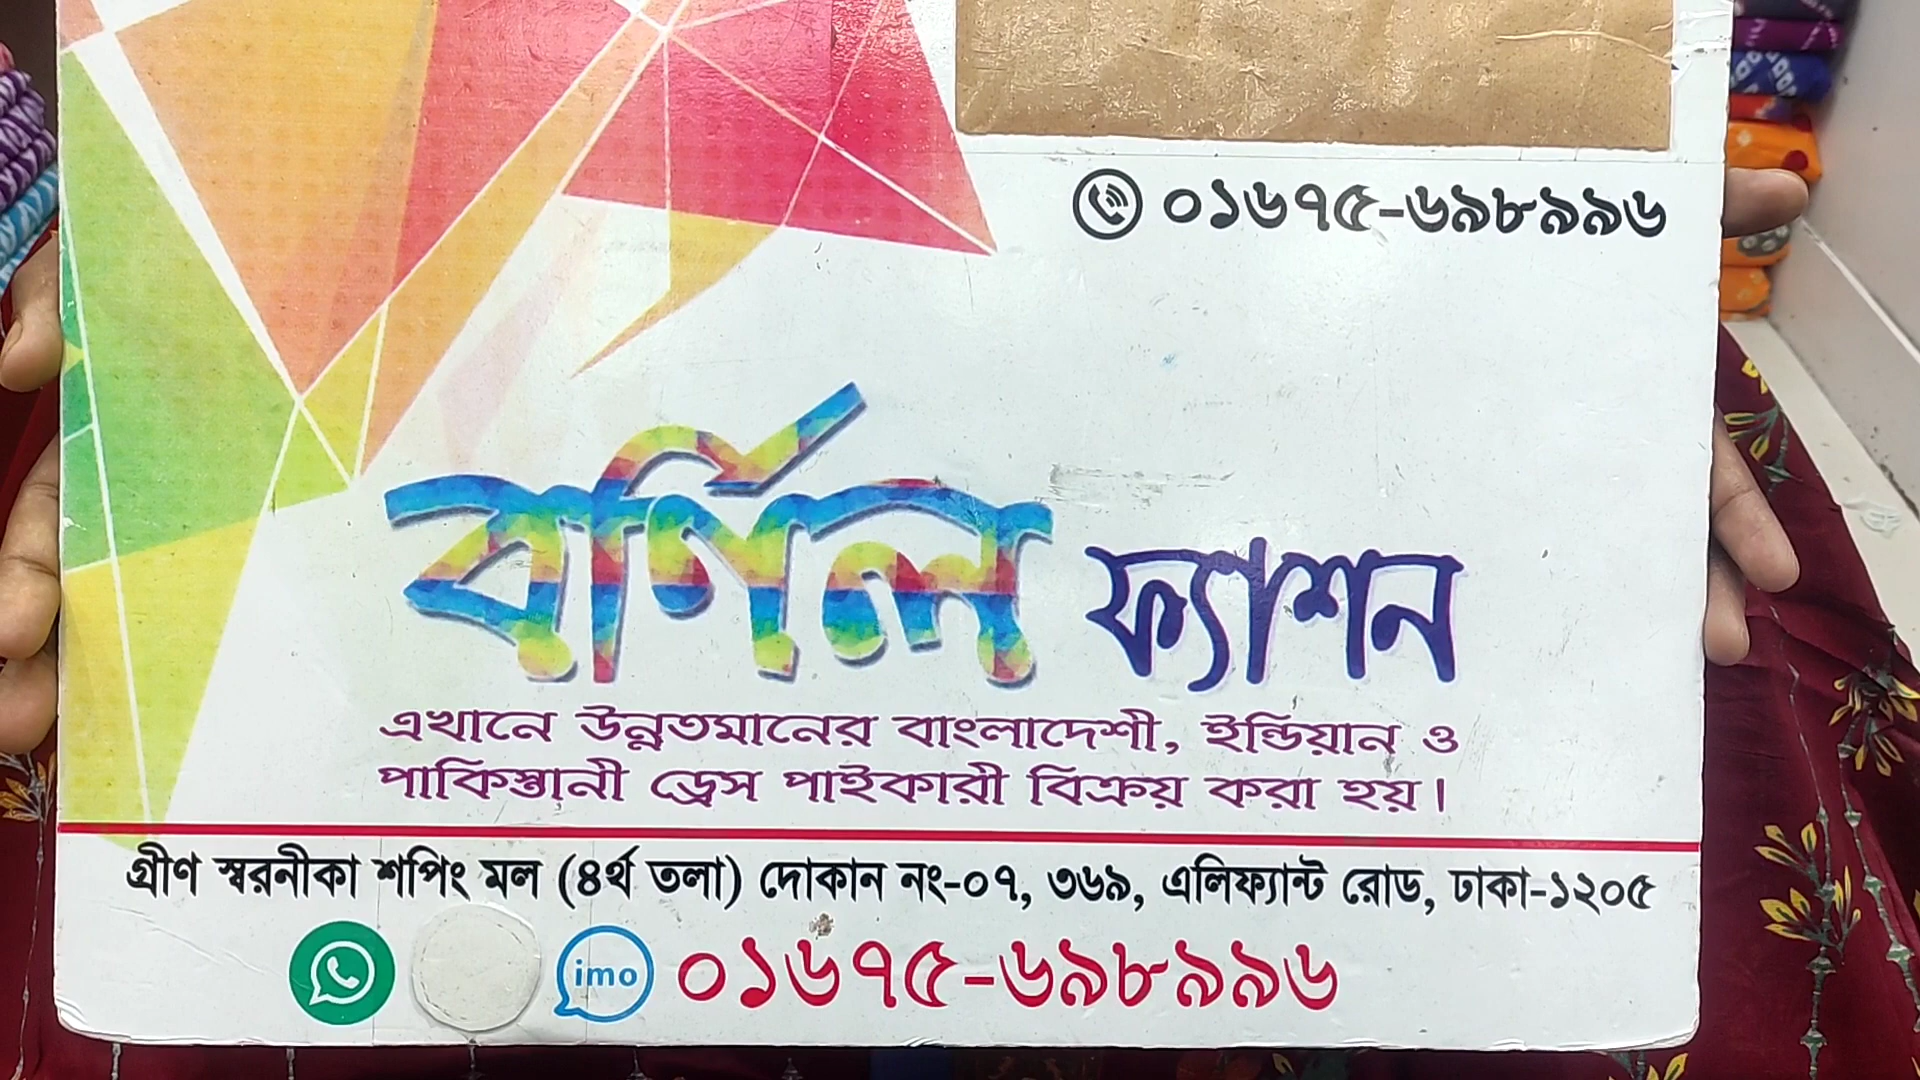 ০১৬৭৫-৬৯৮৯৯৬
বর্ণিল ফ্যাশন
এখানে উন্নতমানের বাংলাদেশী, ইন্ডিয়ান ও
পাকিস্তানী ড্রেস পাইকারী বিক্রয় করা হয়।
গ্রীণ স্বরনীকা শপিং মল (৪র্থ তলা) দোকান নং-০৭, ৩৬৯, এলিফ্যান্ট রোড, ঢাকা-১২০৫
imo ০১৬৭৫-৬৯৮৯৯৬